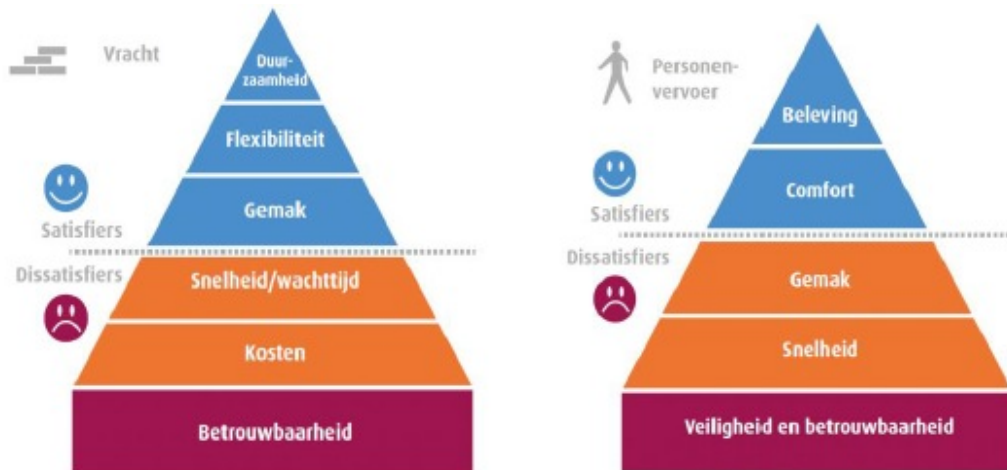 Vracht
Duur-
zaamheid
Flexibiliteit
Gemak
Satisfiers
Dissatisfiers
Snelheid/wachttijd
Kosten
Betrouwbaarheid
Personen-
vervoer
Beleving
Comfort
Satisfiers
Dissatisfiers
Gemak
Snelheid
Veiligheid en betrouwbaarheid